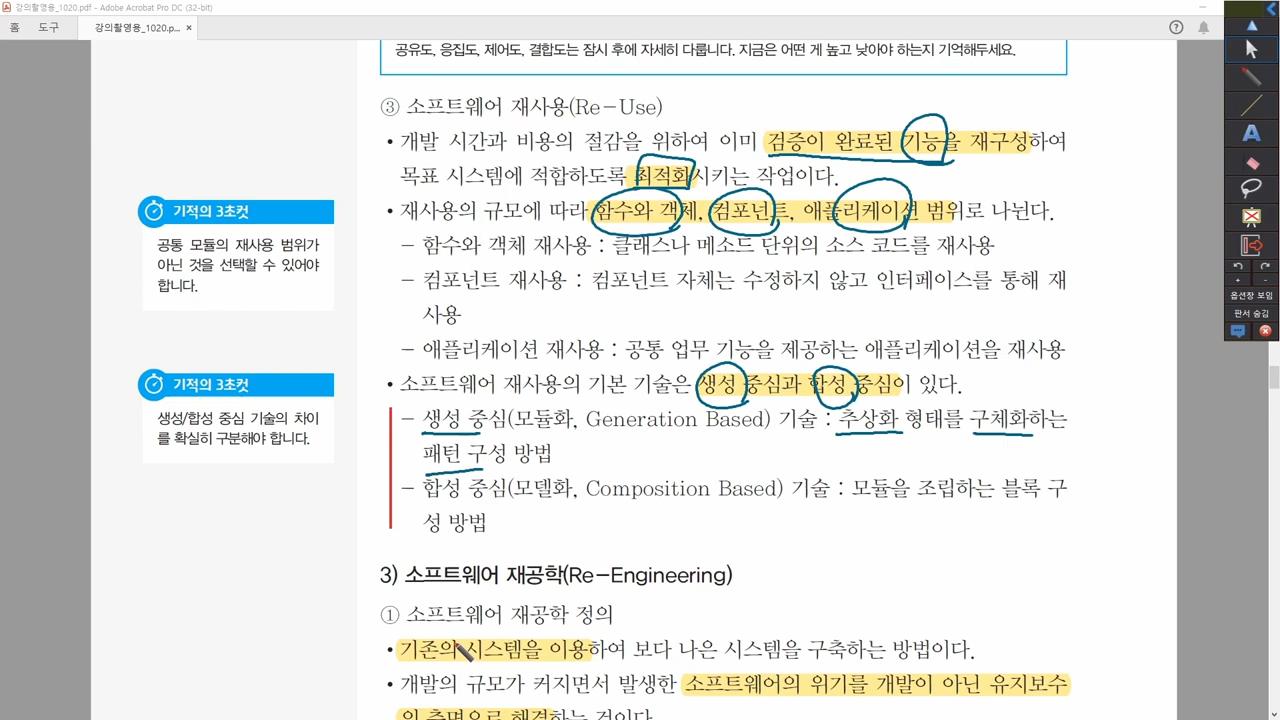 강의촬영용_1020.pdf - Adobe Acrobat Pro DC (32-bit)
홈 도구 강의촬영용_1020.p... ×
공유도, 응집도, 제어도, 결합도는 잠시 후에 자세히 다룹니다. 지금은 어떤 게 높고 낮아야 하는지 기억해두세요.
③ 소프트웨어 재사용(Re-Use)
• 개발 시간과 비용의 절감을 위하여 이미 검증이 완료된 기능을 재구성하여
목표 시스템에 적합하도록 최적화시키는 작업이다.
• 재사용의 규모에 따라 함수와 객체, 컴포넌트, 애플리케이션 범위로 나뉜다.
- 함수와 객체 재사용 : 클래스나 메소드 단위의 소스 코드를 재사용
- 컴포넌트 재사용 : 컴포넌트 자체는 수정하지 않고 인터페이스를 통해 재
사용
- 애플리케이션 재사용 : 공통 업무 기능을 제공하는 애플리케이션을 재사용
• 소프트웨어 재사용의 기본 기술은 생성 중심과 합성 중심이 있다.
- 생성 중심(모듈화, Generation Based) 기술 : 추상화 형태를 구체화하는
패턴 구성 방법
- 합성 중심(모델화, Composition Based) 기술 : 모듈을 조립하는 블록 구
성 방법
3) 소프트웨어 재공학(Re-Engineering)
① 소프트웨어 재공학 정의
• 기존의 시스템을 이용하여 보다 나은 시스템을 구축하는 방법이다.
• 개발의 규모가 커지면서 발생한 소프트웨어의 위기를 개발이 아닌 유지보수
의 측면으로 해결하는 것이다.
기적의 3초컷
공통 모듈의 재사용 범위가
아닌 것을 선택할 수 있어야
합니다.
기적의 3초컷
생성/합성 중심 기술의 차이
를 확실히 구분해야 합니다.
A
+ -
옵션창 보임
판서 숨김